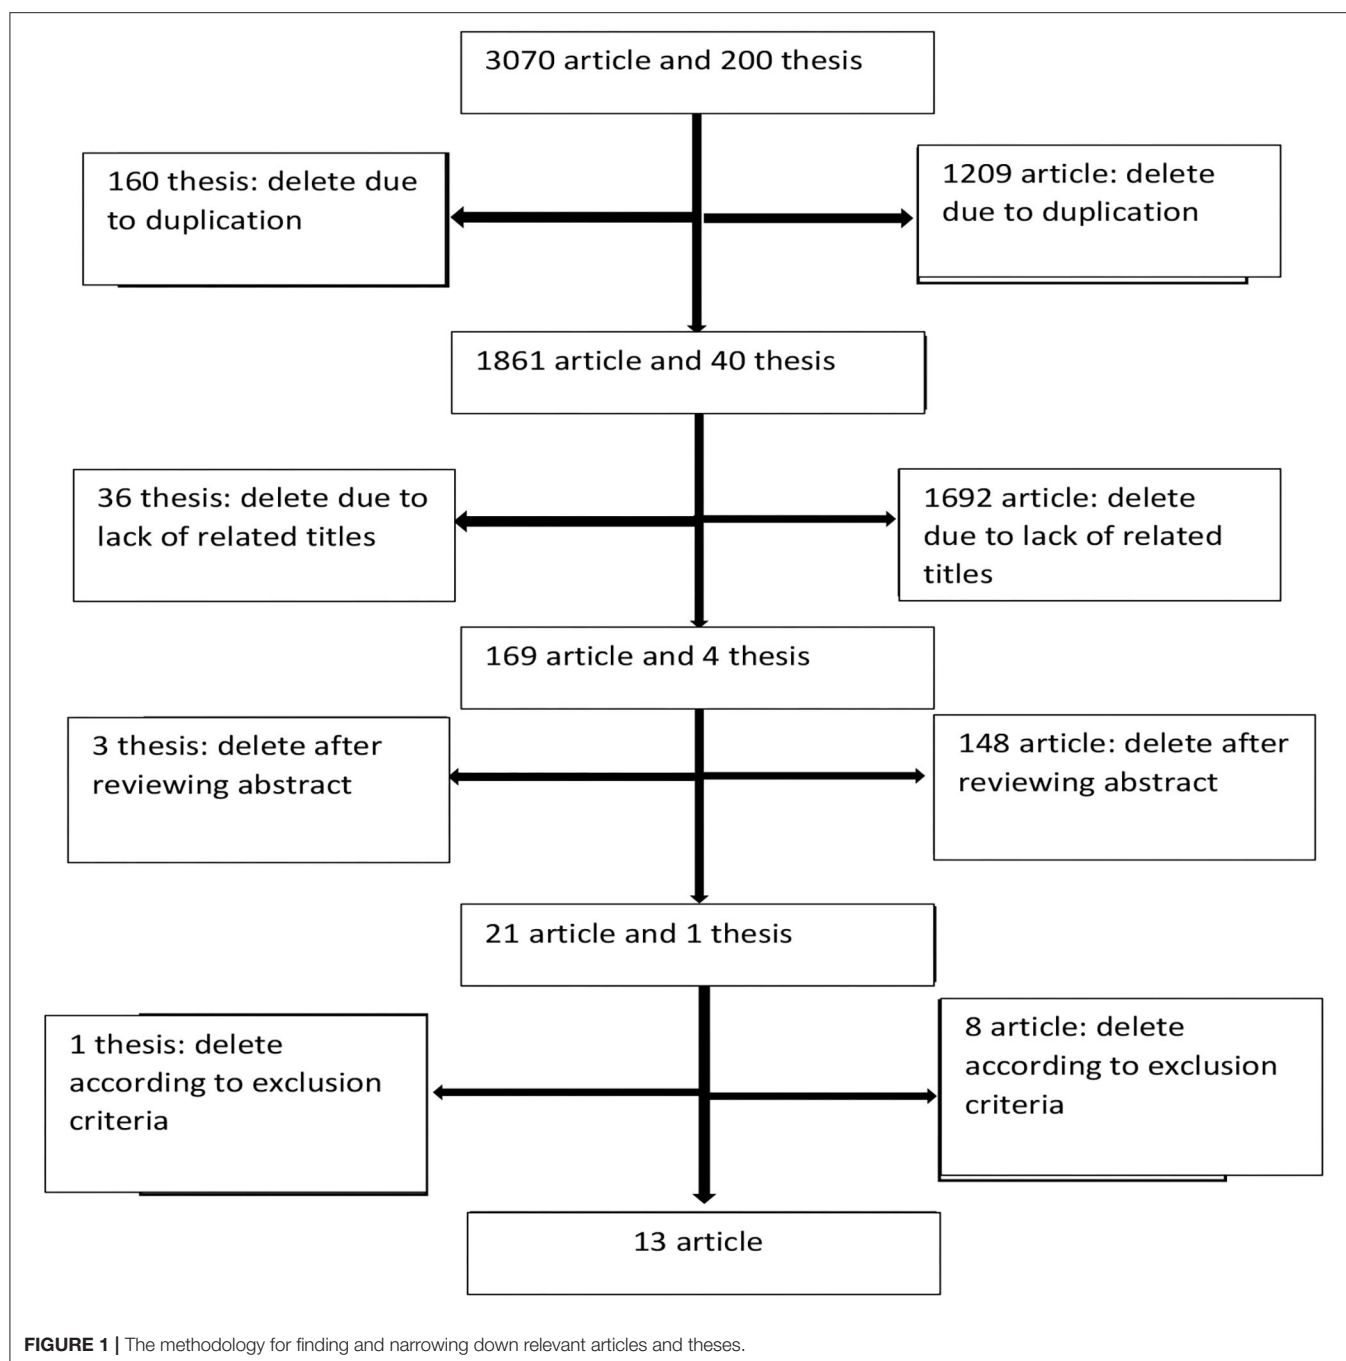 3070 article and 200 thesis
160 thesis: delete due
to duplication
1209 article: delete
due to duplication
1861 article and 40 thesis
36 thesis: delete due to
lack of related titles
1692 article: delete
due to lack of related
titles
169 article and 4 thesis
3 thesis: delete after
reviewing abstract
148 article: delete after
reviewing abstract
21 article and 1 thesis
1 thesis: delete
according to exclusion
criteria
8 article: delete
according to exclusion
criteria
13 article
FIGURE 1 | The methodology for finding and narrowing down relevant articles and theses.